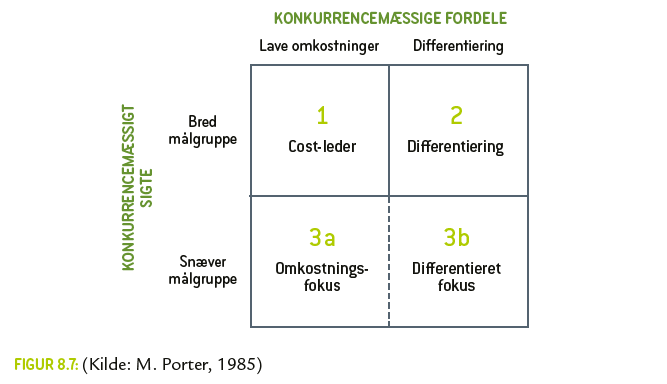 KONKURRENCEMÆSSIGE FORDELE
Lave omkostninger
Differentiering
KONKURRENCEMÆSSIGT
SIGTE
Bred
målgruppe
1
Cost-leder
2
Differentiering
Snæver
målgruppe
3a
Omkostnings-
fokus
3b
Differentieret
fokus
FIGUR 8.7: (Kilde: M. Porter, 1985)